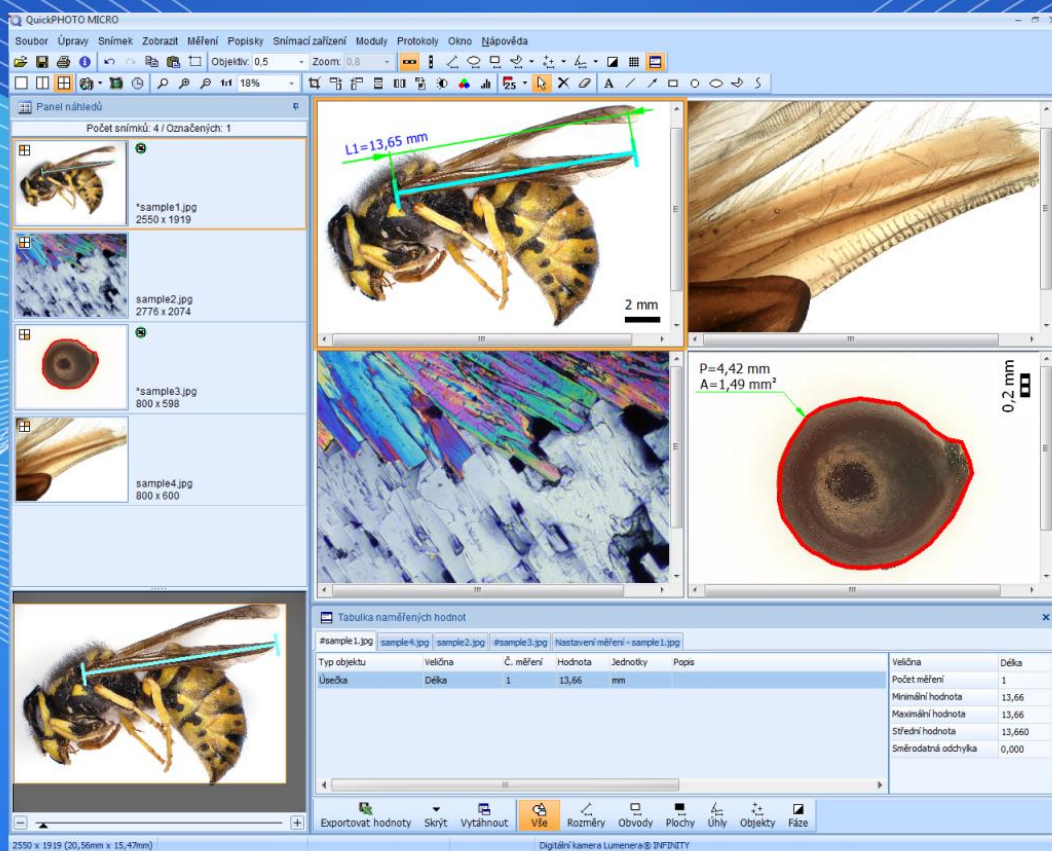 QuickPHOTO MICRO
Soubor Úpravy Snímek Zobrazit Měření Popisky Snímací zařízení Moduly Protokoly Okno Nápověda
Objektiv: 0,5 Zoom: 0,8
1:1 18% 25 A
Panel náhledů
Počet snímků: 4 / Označených: 1
*sample1.jpg
2550 x 1919
sample2.jpg
2776 x 2074
*sample3.jpg
800 x 598
sample4.jpg
800 x 600
L1=13,65 mm
2 mm
P=4,42 mm
A=1,49 mm²
0,2 mm
Tabulka naměřených hodnot
#sample1.jpg sample4.jpg sample2.jpg #sample3.jpg Nastavení měření - sample1.jpg
Typ objektu Veličina Č. měření Hodnota Jednotky Popis
Úsečka Délka 1 13,66 mm
Veličina Délka
Počet měření 1
Minimální hodnota 13,66
Maximální hodnota 13,66
Střední hodnota 13,660
Směrodatná odchylka 0,000
Exportovat hodnoty Skrýt Vytáhnout Vše Rozměry Obvody Plochy Úhly Objekty Fáze
2550 x 1919 (20,56mm x 15,47mm) Digitální kamera Lumenera® INFINITY